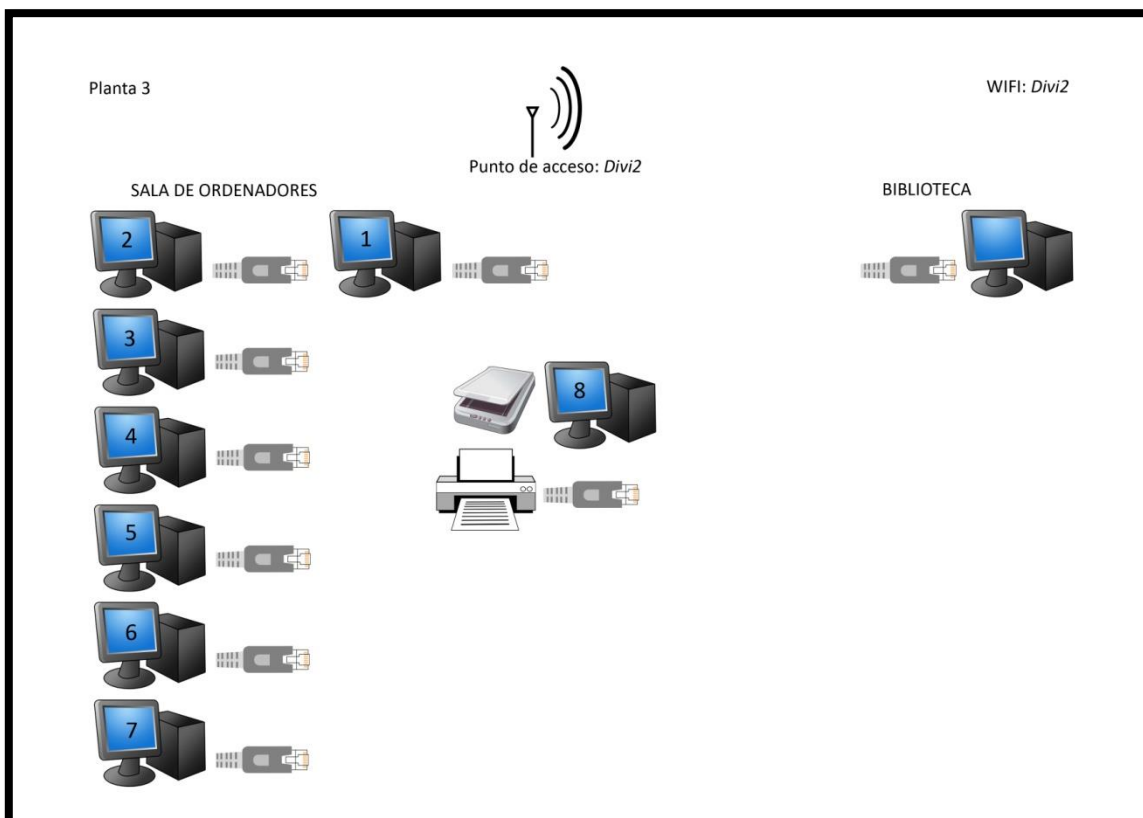 Planta 3
WIFI: Divi2
Punto de acceso: Divi2
SALA DE ORDENADORES
BIBLIOTECA
2
1
3
8
4
5
6
7